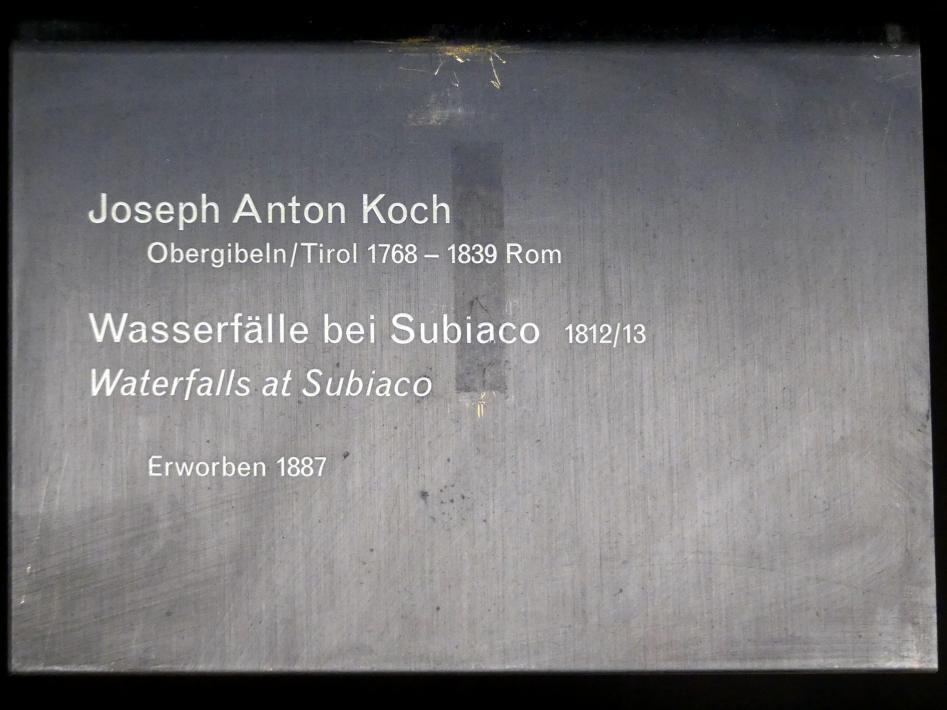 Joseph Anton Koch
Obergibeln/Tirol 1768 – 1839 Rom
Wasserfälle bei Subiaco 1812/13
Waterfalls at Subiaco
Erworben 1887